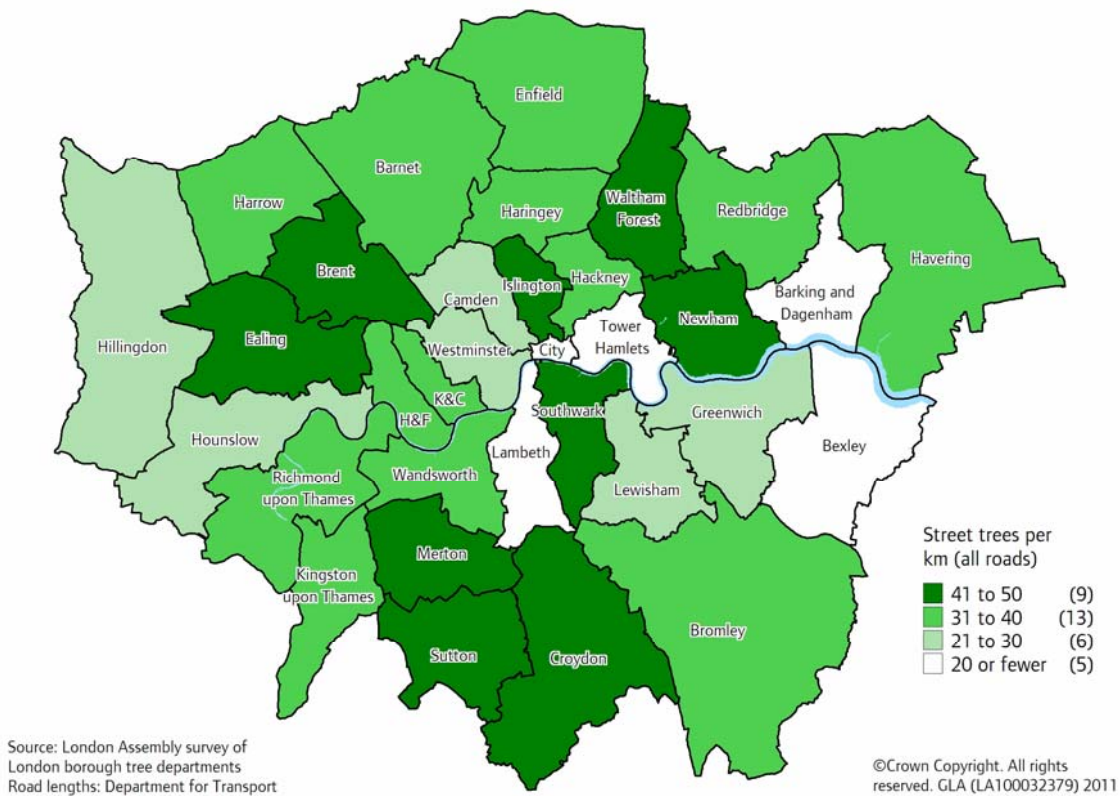 Enfield
Barnet
Harrow
Haringey
Waltham
Forest
Redbridge
Havering
Brent
Islington
Hackney
Camden
Barking and
Dagenham
Hillingdon
Ealing
Westminster
City
Tower
Hamlets
Newham
K&C
H&F
Southwark
Greenwich
Hounslow
Lambeth
Bexley
Richmond
upon Thames
Wandsworth
Lewisham
Merton
Kingston
upon Thames
Sutton
Croydon
Bromley
Street trees per
km (all roads)
41 to 50 (9)
31 to 40 (13)
21 to 30 (6)
20 or fewer (5)
Source: London Assembly survey of
London borough tree departments
Road lengths: Department for Transport
©Crown Copyright. All rights
reserved. GLA (LA100032379) 2011